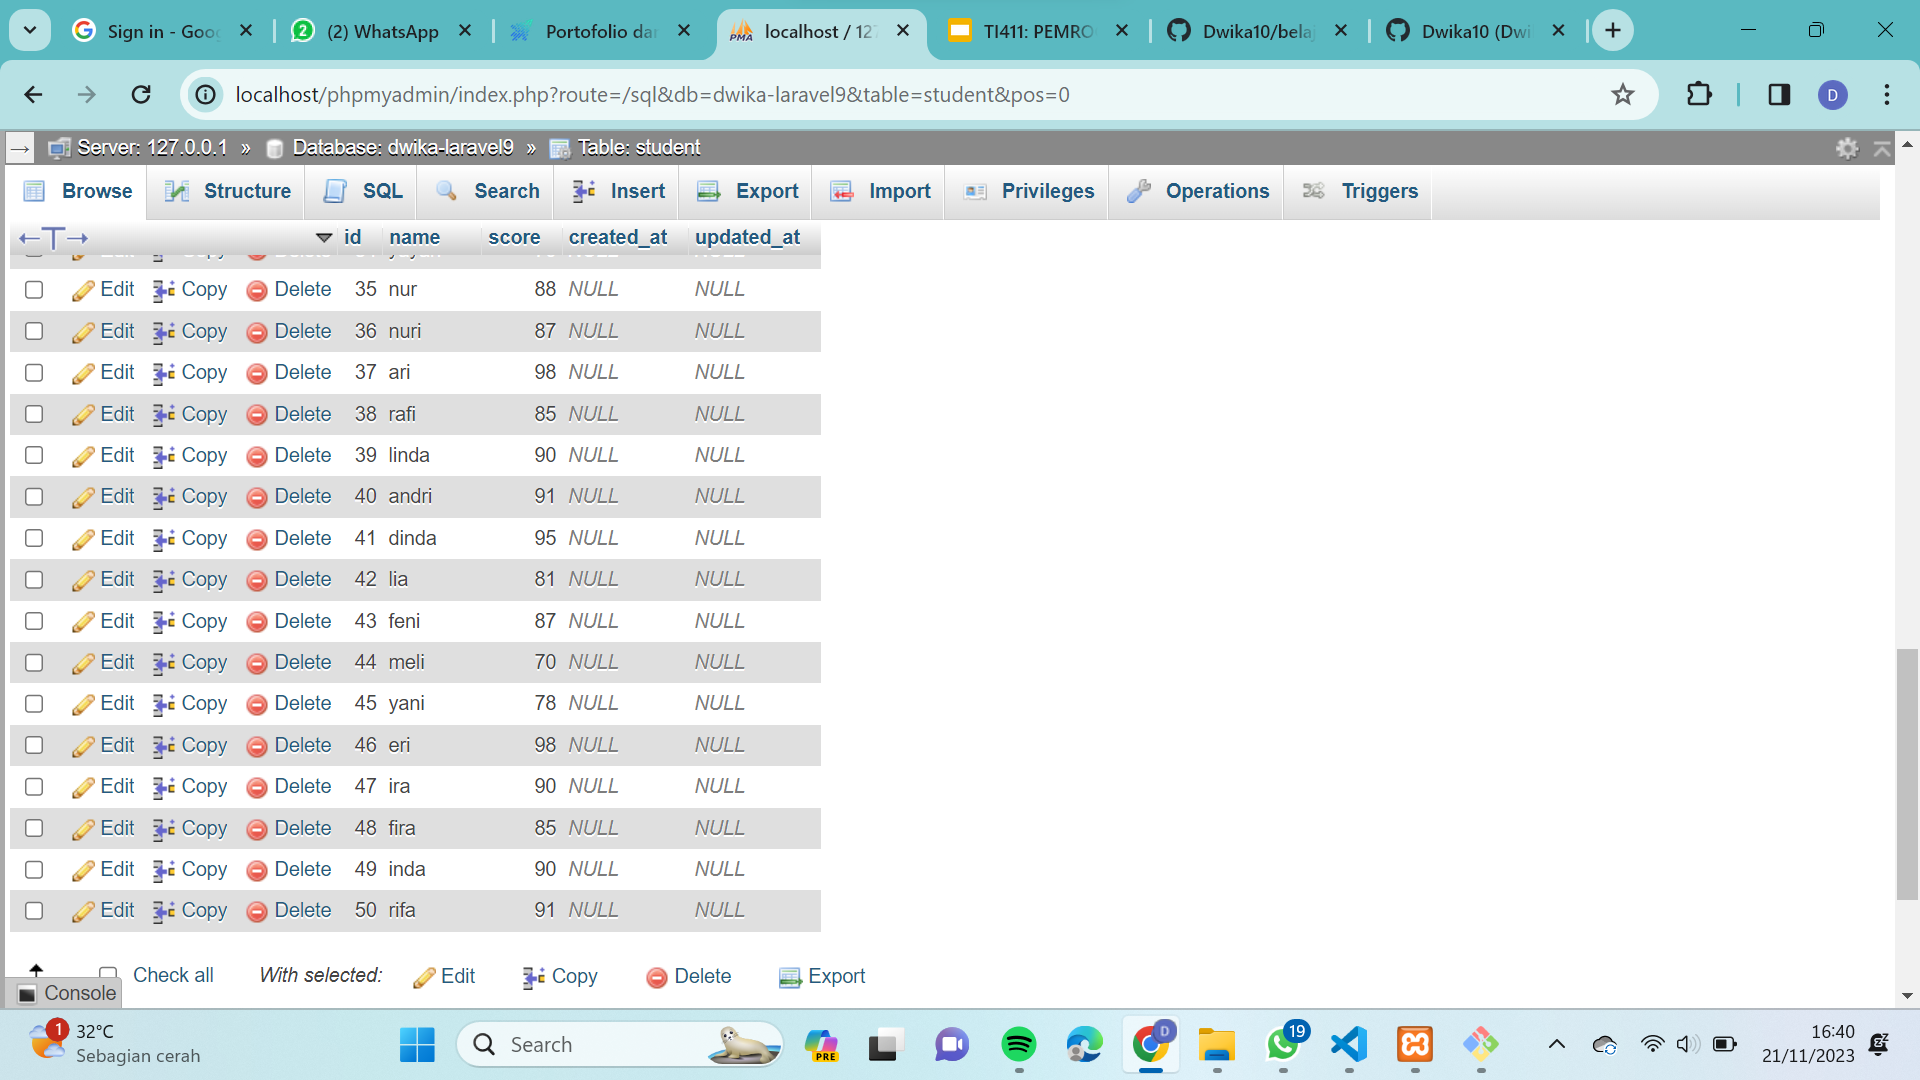 Sign in - Goo
(2) WhatsApp
Portofolio da
localhost / 127
TI411: PEMRO
Dwika10/bela
Dwika10 (Dwi
localhost/phpmyadmin/index.php?route=/sql&db=dwika-laravel9&table=student&pos=0
D
Server: 127.0.0.1 » Database: dwika-laravel9 » Table: student
Browse Structure SQL Search Insert Export Import Privileges Operations Triggers
←T→ id name score created_at updated_at
Edit Copy Delete 35 nur 88 NULL NULL
Edit Copy Delete 36 nuri 87 NULL NULL
Edit Copy Delete 37 ari 98 NULL NULL
Edit Copy Delete 38 rafi 85 NULL NULL
Edit Copy Delete 39 linda 90 NULL NULL
Edit Copy Delete 40 andri 91 NULL NULL
Edit Copy Delete 41 dinda 95 NULL NULL
Edit Copy Delete 42 lia 81 NULL NULL
Edit Copy Delete 43 feni 87 NULL NULL
Edit Copy Delete 44 meli 70 NULL NULL
Edit Copy Delete 45 yani 78 NULL NULL
Edit Copy Delete 46 eri 98 NULL NULL
Edit Copy Delete 47 ira 90 NULL NULL
Edit Copy Delete 48 fira 85 NULL NULL
Edit Copy Delete 49 inda 90 NULL NULL
Edit Copy Delete 50 rifa 91 NULL NULL
Check all With selected: Edit Copy Delete Export
Console
1
32°C
Sebagian cerah
Search
PRE
D
19
16:40
21/11/2023